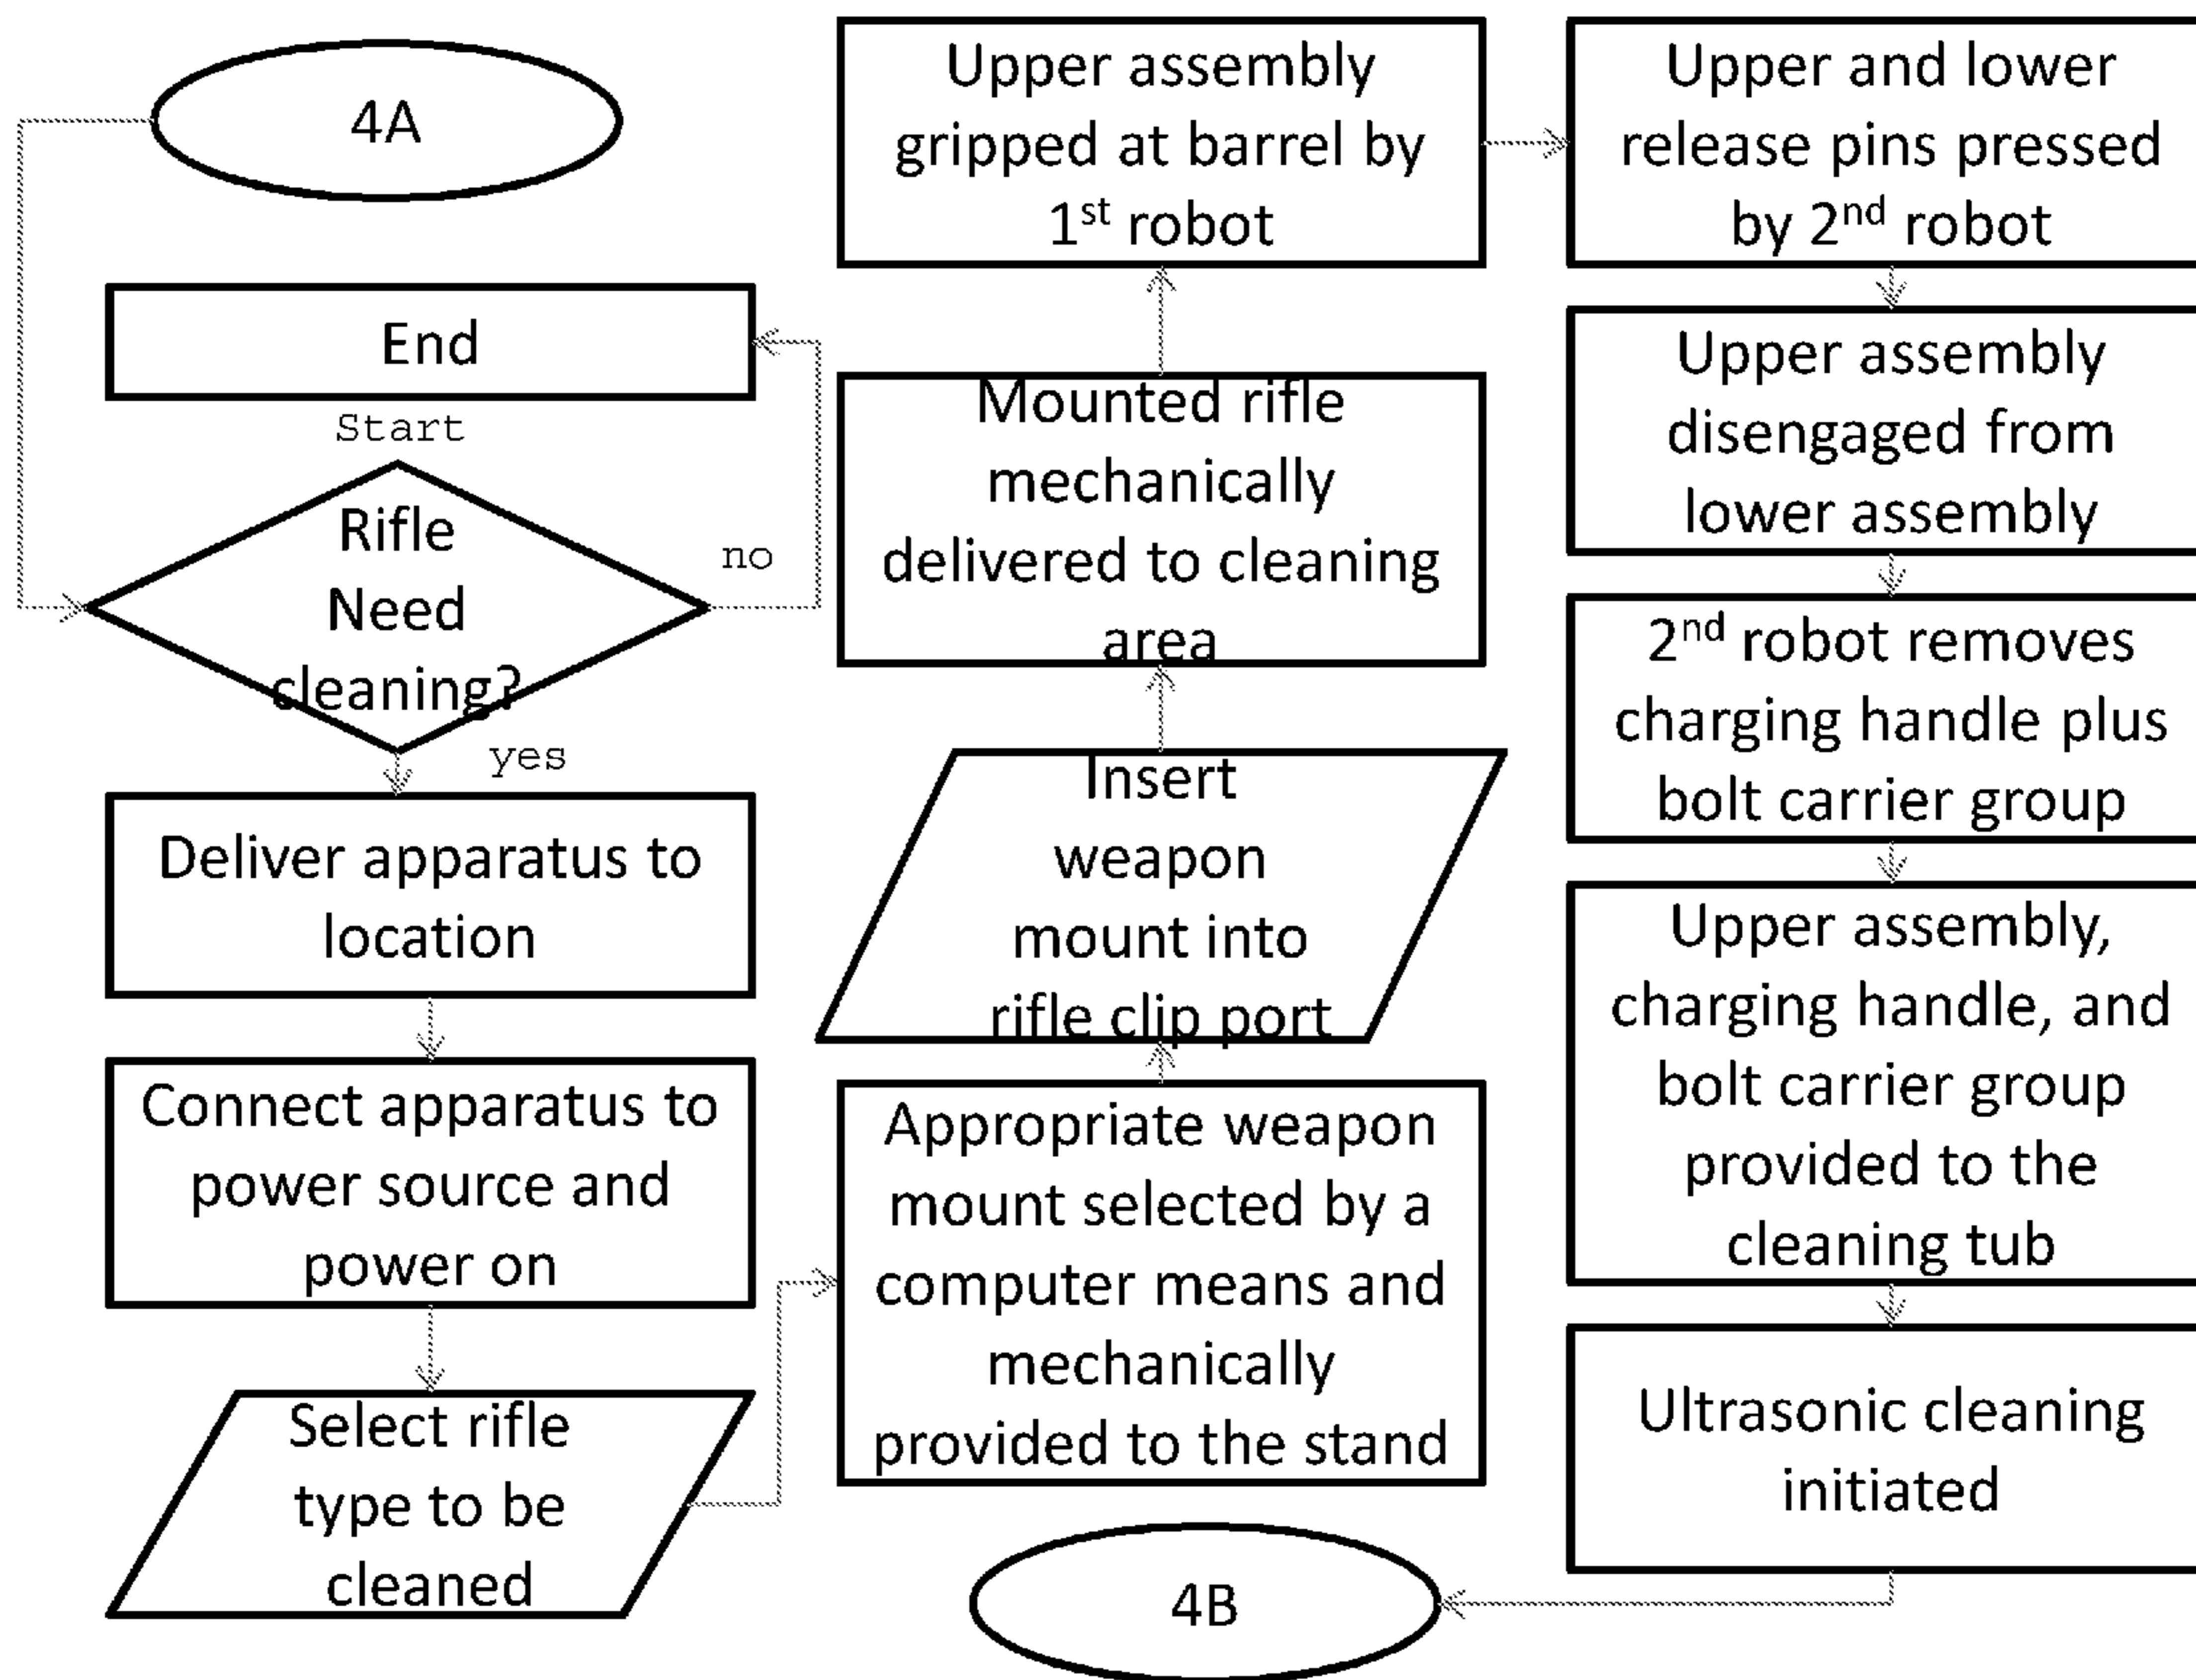 4A
End
Start
Rifle
Need
cleaning?
no
yes
Deliver apparatus to
location
Connect apparatus to
power source and
power on
Select rifle
type to be
cleaned
Upper assembly
gripped at barrel by
1st robot
Mounted rifle
mechanically
delivered to cleaning
area
Insert
weapon
mount into
rifle clip port
Appropriate weapon
mount selected by a
computer means and
mechanically
provided to the stand
4B
Upper and lower
release pins pressed
by 2nd robot
Upper assembly
disengaged from
lower assembly
2nd robot removes
charging handle plus
bolt carrier group
Upper assembly,
charging handle, and
bolt carrier group
provided to the
cleaning tub
Ultrasonic cleaning
initiated